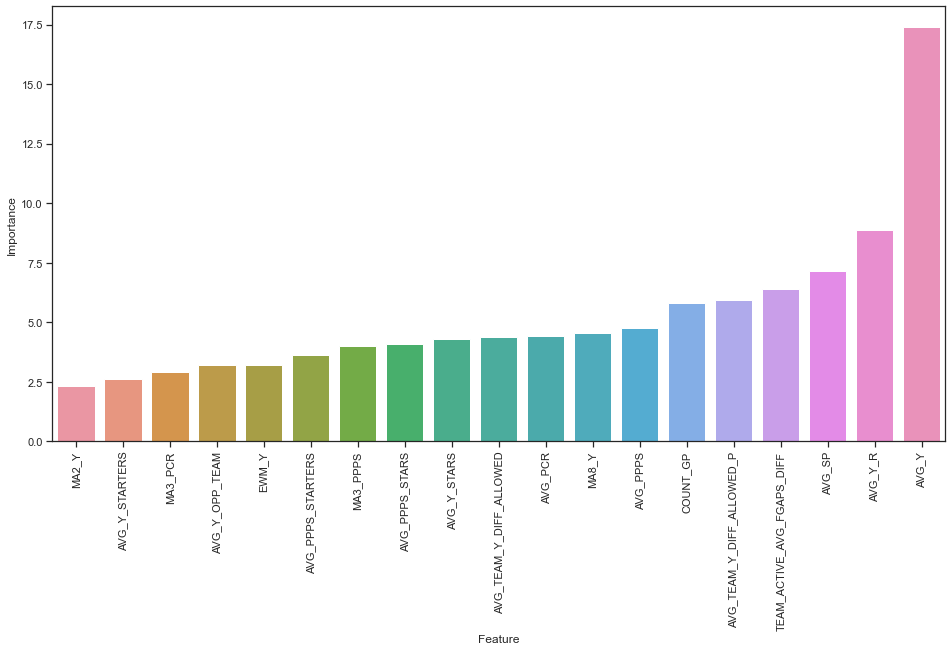 17.5
15.0
12.5
10.0
7.5
5.0
2.5
0.0
Importance
MA2_Y
AVG_Y_STARTERS
MA3_PCR
AVG_Y_OPP_TEAM
EWM_Y
AVG_PPPS_STARTERS
MA3_PPPS
AVG_PPPS_STARS
AVG_Y_STARS
AVG_TEAM_Y_DIFF_ALLOWED
AVG_PCR
MA8_Y
AVG_PPPS
COUNT_GP
AVG_TEAM_Y_DIFF_ALLOWED_P
TEAM_ACTIVE_AVG_FGAPS_DIFF
AVG_SP
AVG_Y_R
AVG_Y
Feature